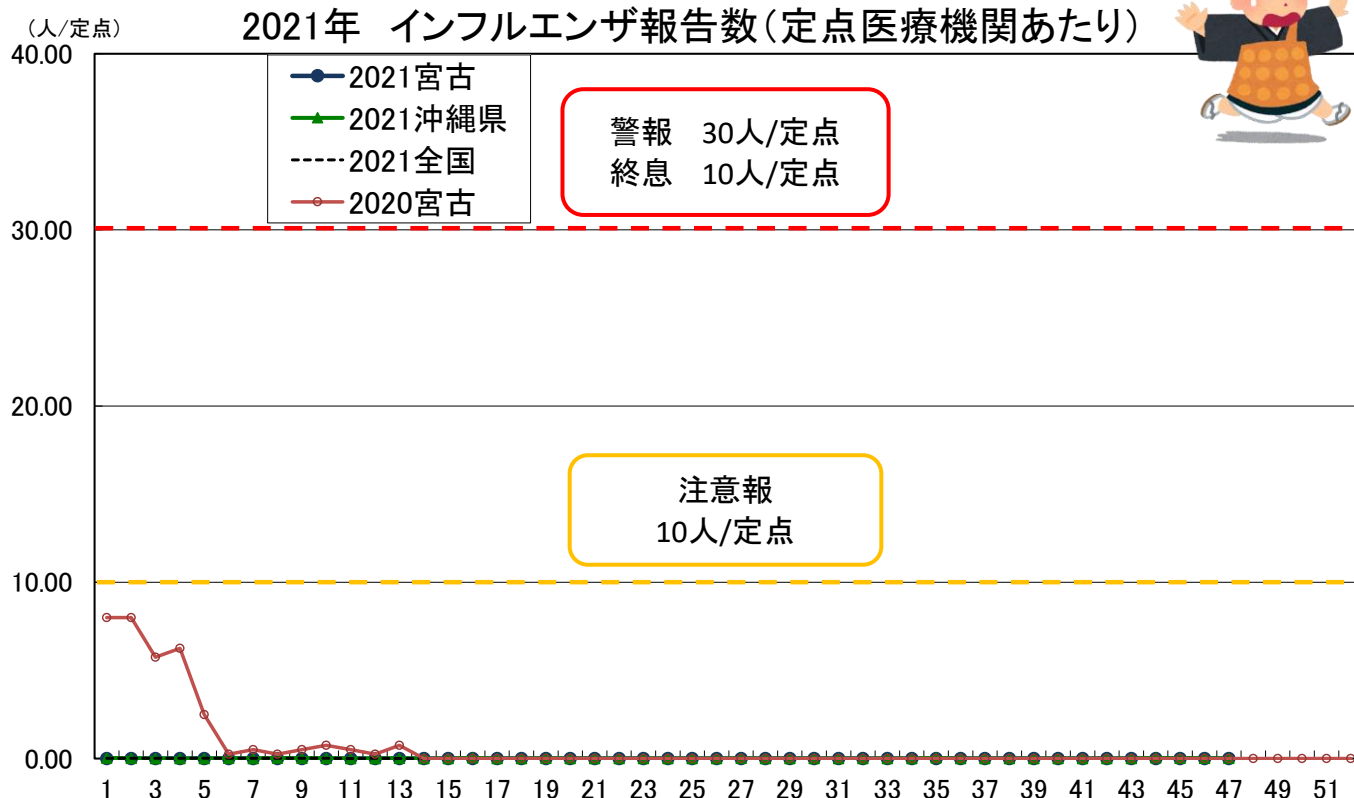 2021年 インフルエンザ報告数(定点医療機関あたり)
(人/定点)
40.00
30.00
20.00
10.00
0.00
2021宮古
2021沖縄県
2021全国
2020宮古
警報 30人/定点
終息 10人/定点
注意報
10人/定点
1 3 5 7 9 11 13 15 17 19 21 23 25 27 29 31 33 35 37 39 41 43 45 47 49 51